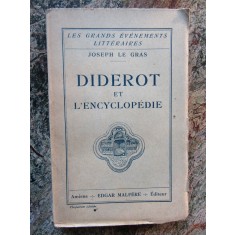 LES GRANDS ÉVÉNEMENTS
LITTÉRAIRES
JOSEPH LE GRAS
DIDEROT
ET
L'ENCYCLOPÉDIE
Amiens — EDGAR MALFÈRE — Éditeur